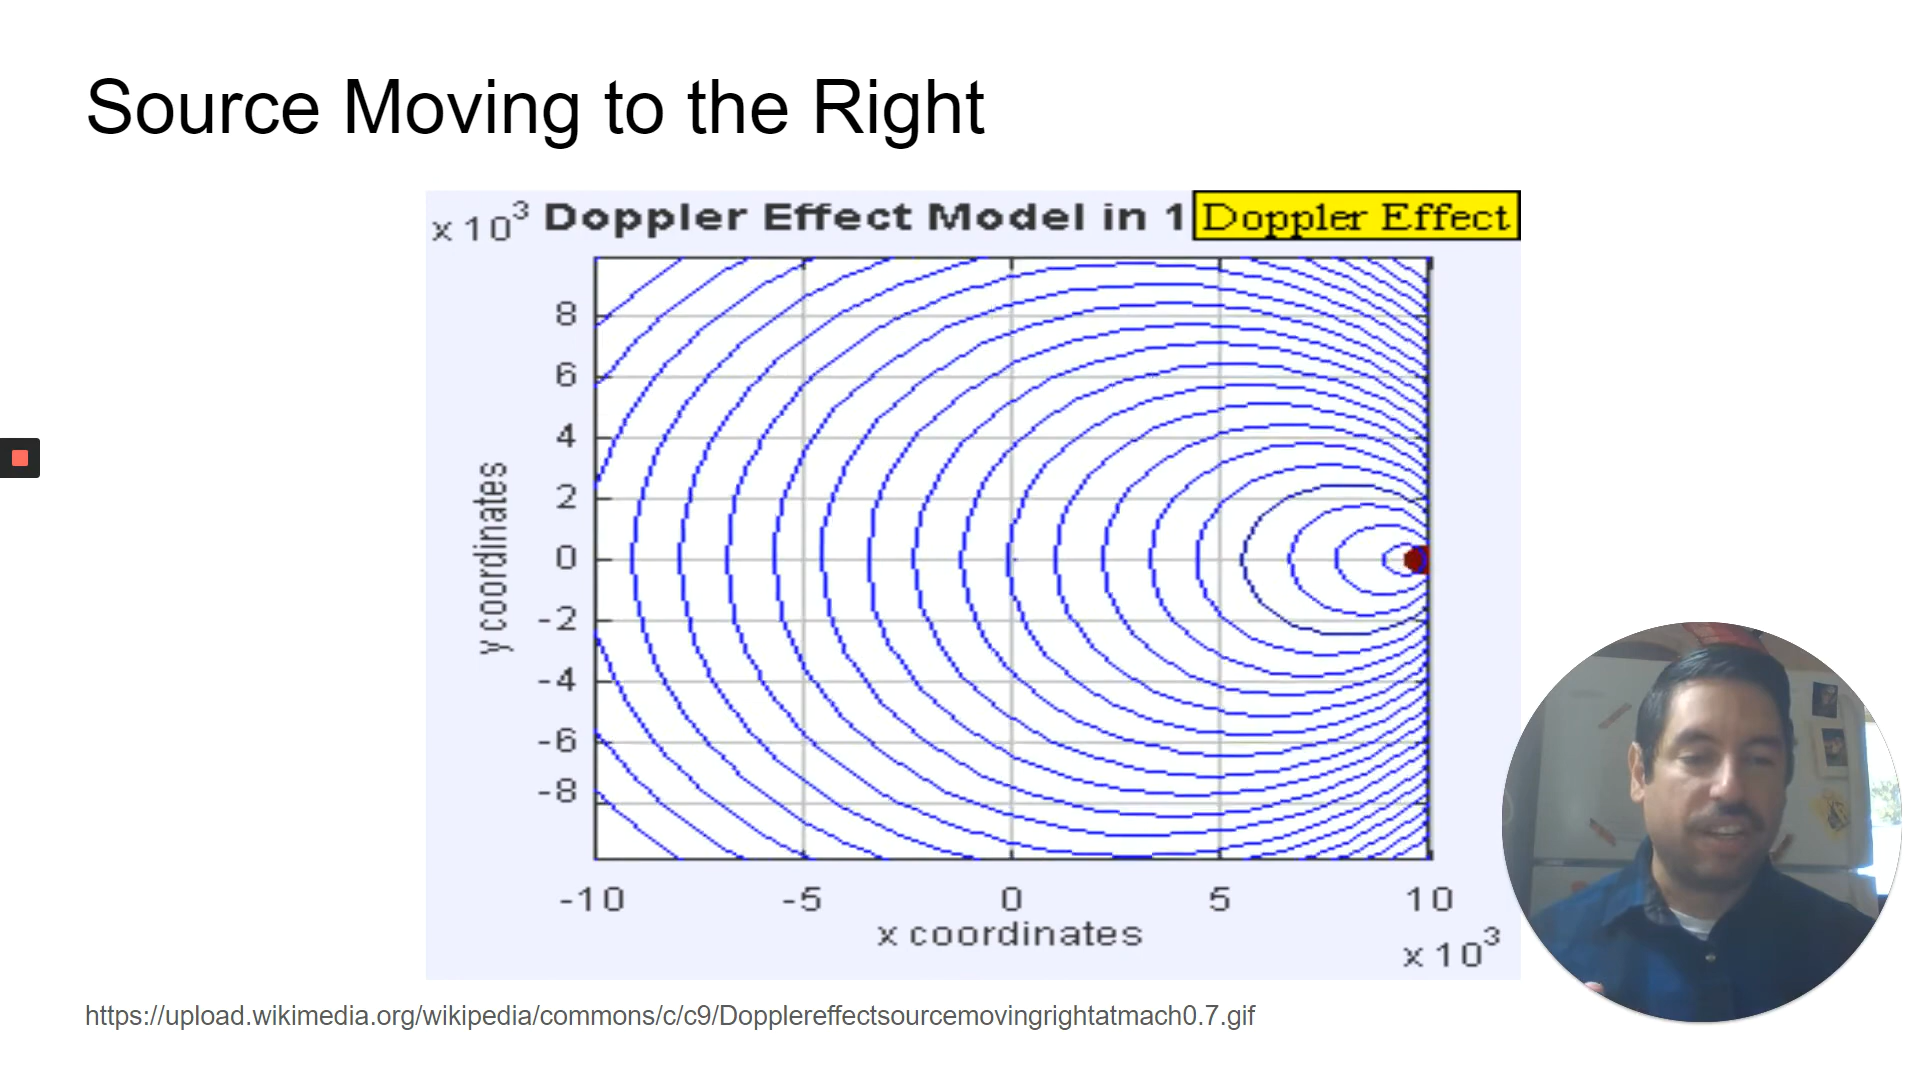 Source Moving to the Right
x 10³ Doppler Effect Model in 1
Doppler Effect
8
6
4
2
0
-2
-4
-6
-8
y coordinates
-10 -5 0 5 10
x coordinates
x 10³
https://upload.wikimedia.org/wikipedia/commons/c/c9/Dopplereffectsourcemovingrightatmach0.7.gif